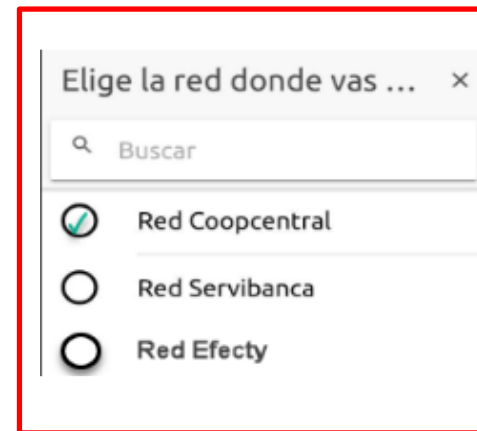 Elige la red donde vas ... ×
Buscar
Red Coopcentral
Red Servibanca
Red Efecty